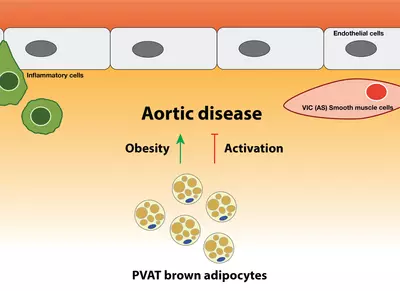 Endothelial cells
Inflammatory cells
VIC (AS) Smooth muscle cells
Aortic disease
Obesity
Activation
PVAT brown adipocytes